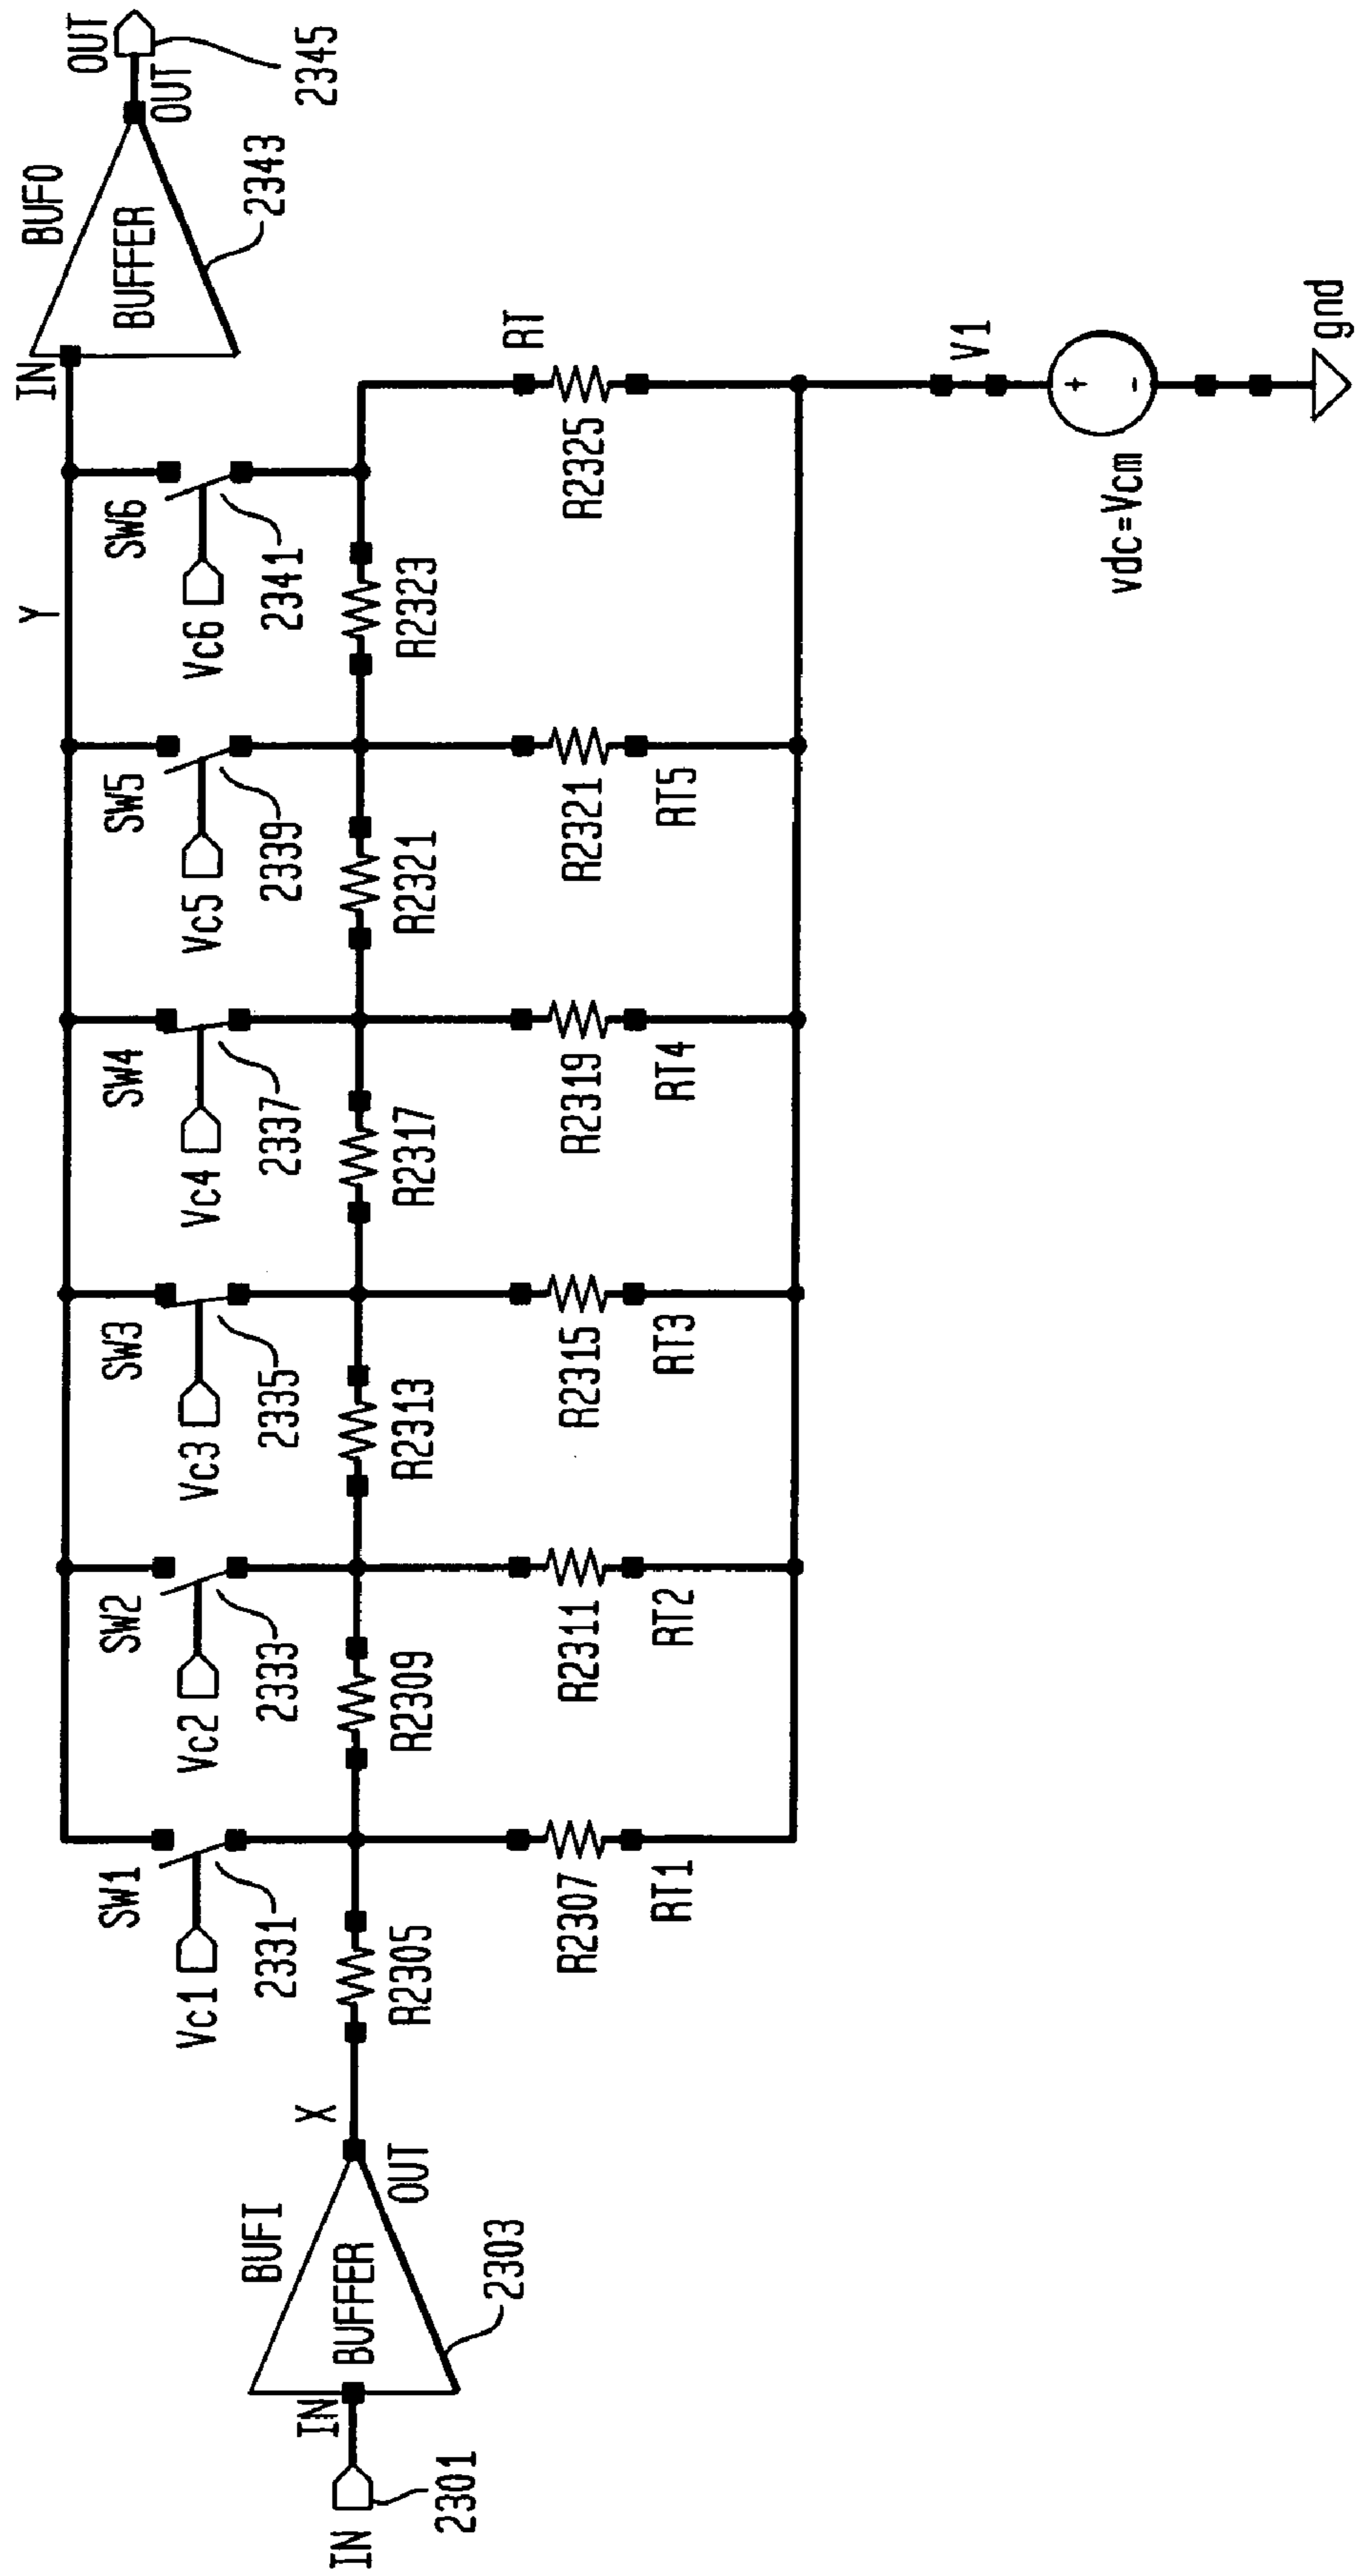 IN
2301
IN
BUFI
BUFFER
2303
OUT
X
R2305
Vc1
SW1
2331
R2307
RT1
R2309
Vc2
SW2
2333
R2311
RT2
R2313
Vc3
SW3
2335
R2315
RT3
R2317
Vc4
SW4
2337
R2319
RT4
R2321
Vc5
SW5
2339
R2321
RT5
R2323
Vc6
SW6
2341
R2325
RT
Y
IN
BUFO
BUFFER
2343
OUT
OUT
2345
V1
+
-
vdc=Vcm
gnd